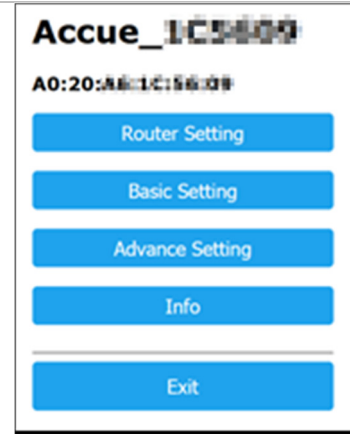 Accue_
A0:20:
Router Setting
Basic Setting
Advance Setting
Info
Exit